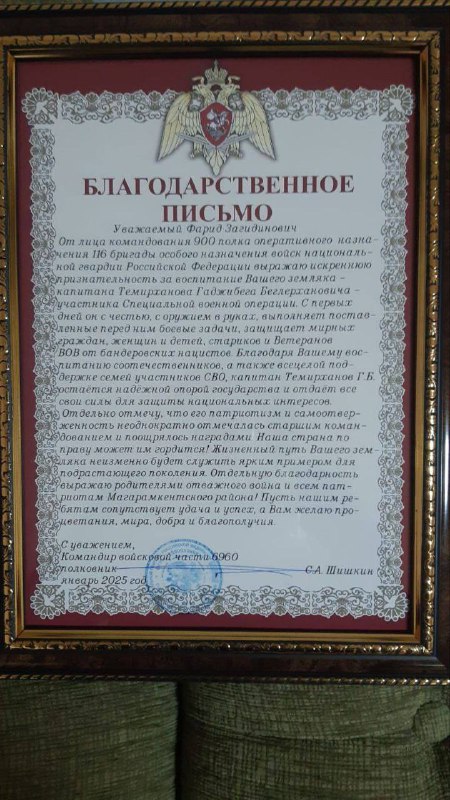 БЛАГОДАРСТВЕННОЕ
ПИСЬМО
Уважаемый Фарид Загидинович
От лица командования 900 полка оперативного назна-
чения 116 бригады особого назначения войск националь-
ной гвардии Российской Федерации выражаю искреннюю
признательность за воспитание Вашего земляка –
капитана Темирханова Гаджибега Беглерхановича –
участника Специальной военной операции. С первых
дней он с честью, с оружием в руках, выполняет постав-
ленные перед ним боевые задачи, защищает мирных
граждан, женщин и детей, стариков и Ветеранов
ВОВ от бандеровских нацистов. Благодаря Вашему вос-
питанию соотечественников, а также всецелой под-
держке семей участников СВО, капитан Темирханов Г.Б.
остаётся надежной опорой государства и отдает все
свои силы для защиты национальных интересов.
Отдельно отмечу, что его патриотизм и самоотвер-
женность неоднократно отмечалась старшим коман-
дованием и поощрялось наградами. Наша страна по
праву может им гордится! Жизненный путь Вашего зем-
ляка неизменно будет служить ярким примером для
подрастающего поколения. Отдельную благодарность
выражаю родителям отважного война и всем пат-
риотам Магарамкентского района! Пусть нашим ре-
бятам сопутствует удача и успех, а Вам желаю про-
цветания, мира, добра и благополучия.
С уважением,
Командир войсковой части 6960
полковник С.А. Шишкин
январь 2025 год